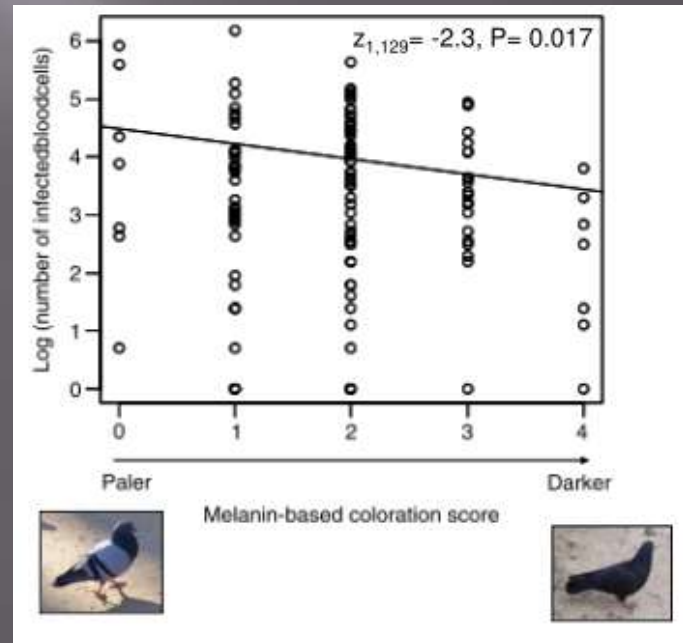 z1,129= -2.3, P= 0.017
Log (number of infectedbloodcells)
6
5
4
3
2
1
0
0 1 2 3 4
Paler Darker
Melanin-based coloration score